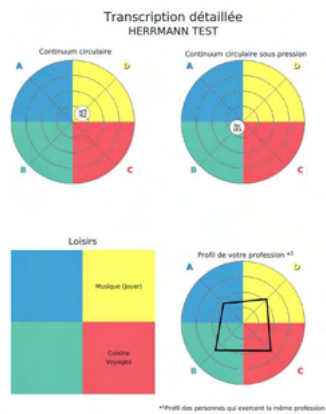 Transcription détaillée
HERRMANN TEST
Continuum circulaire
Continuum circulaire sous pression
A
D
B
C
A
D
B
C
Loisirs
Musique (jouer)
Cuisine
Voyages
Profil de votre profession *¹
A
D
B
C
*¹Profil des personnes qui exercent la même profession